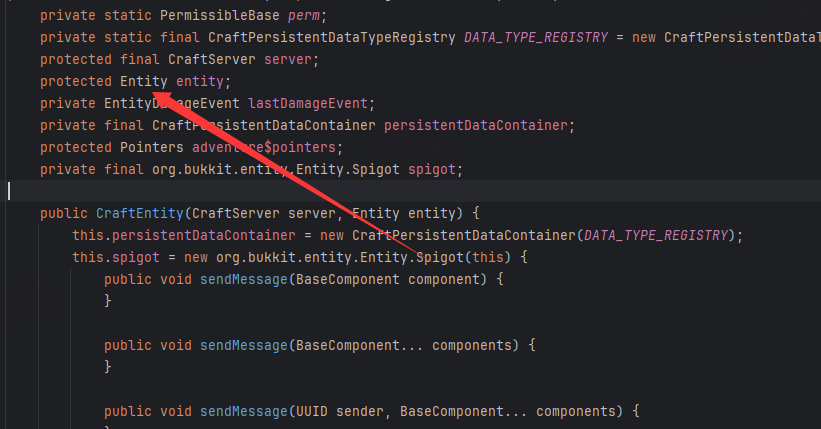 private static PermissibleBase perm;
private static final CraftPersistentDataTypeRegistry DATA_TYPE_REGISTRY = new CraftPersistentDataT
protected final CraftServer server;
protected Entity entity;
private EntityDamageEvent lastDamageEvent;
private final CraftPersistentDataContainer persistentDataContainer;
protected Pointers adventure$pointers;
private final org.bukkit.entity.Entity.Spigot spigot;
public CraftEntity(CraftServer server, Entity entity) {
this.persistentDataContainer = new CraftPersistentDataContainer(DATA_TYPE_REGISTRY);
this.spigot = new org.bukkit.entity.Entity.Spigot(this) {
public void sendMessage(BaseComponent component) {
}
public void sendMessage(BaseComponent... components) {
}
public void sendMessage(UUID sender, BaseComponent... components) {